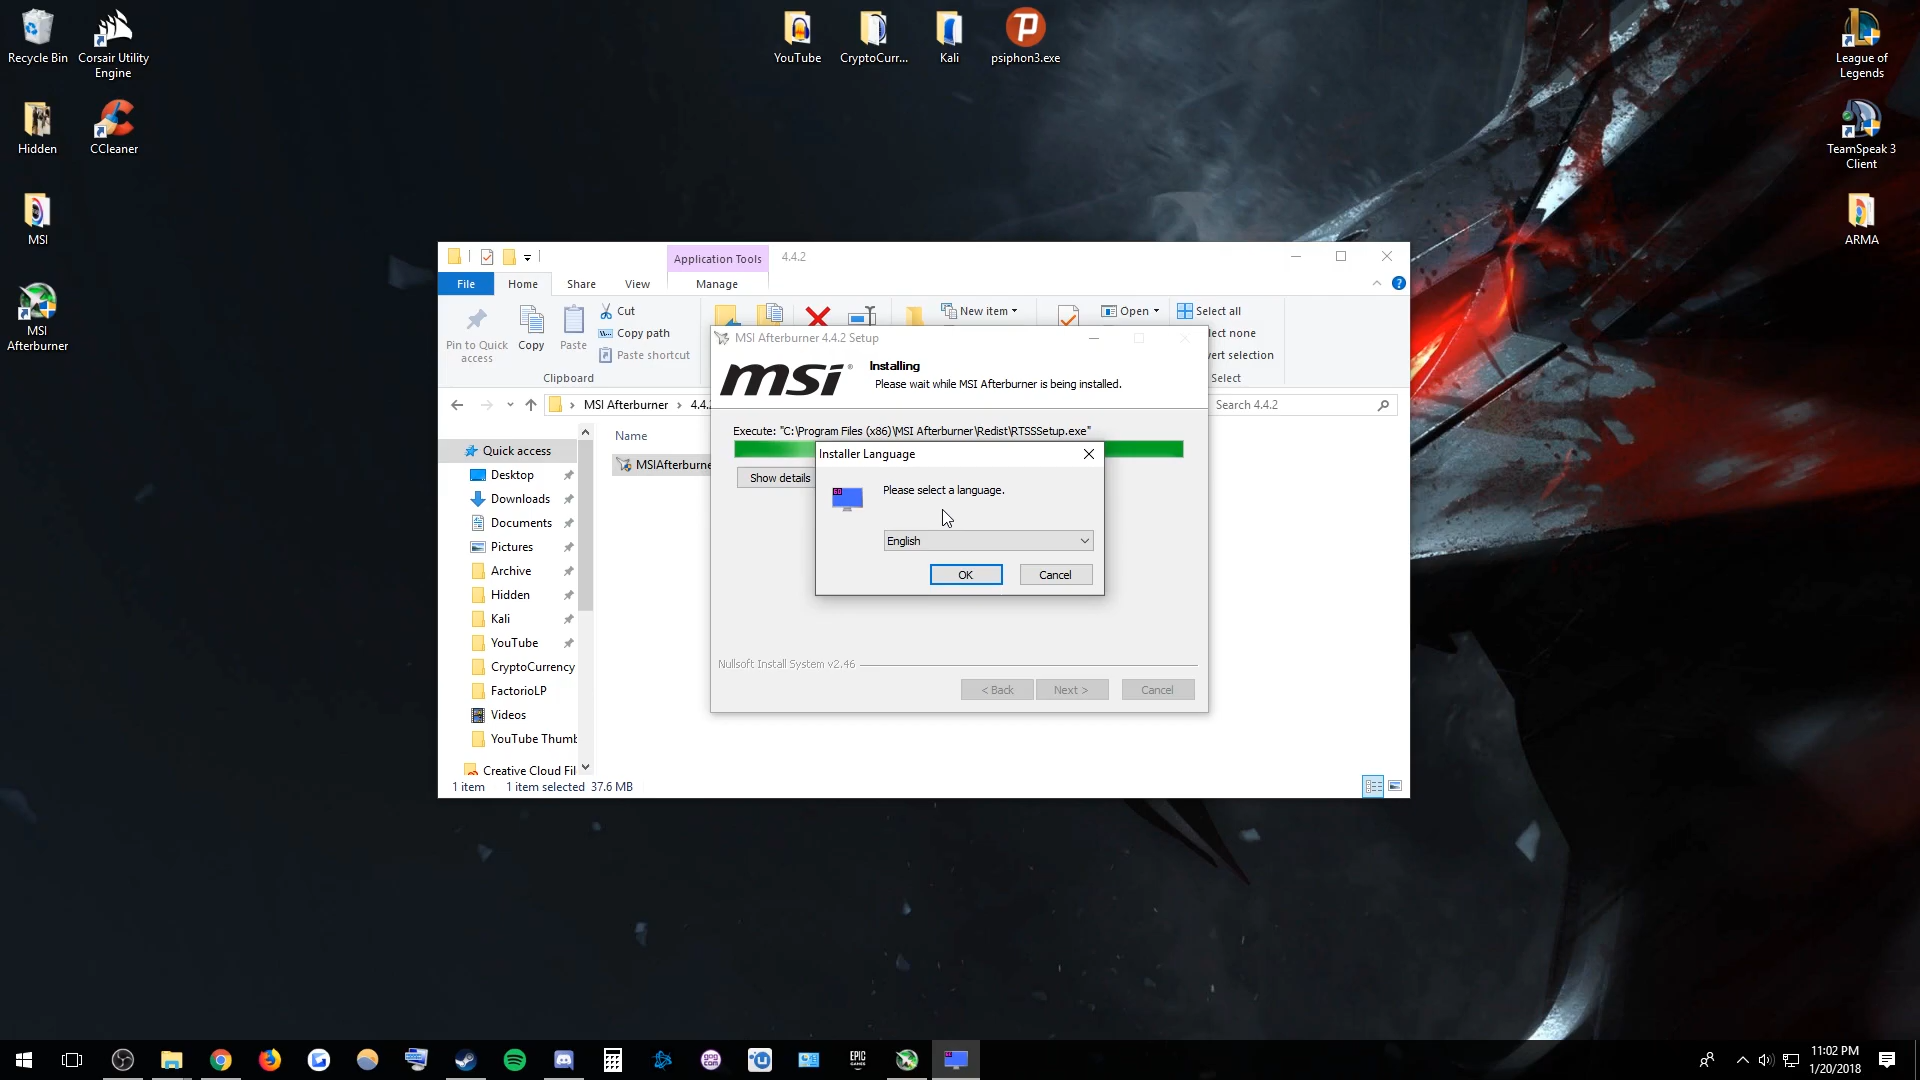 Recycle Bin
Corsair Utility
Engine
Hidden
CCleaner
MSI
MSI
Afterburner
YouTube
CryptoCurr...
Kali
psiphon3.exe
League of
Legends
TeamSpeak 3
Client
ARMA
Application Tools
4.4.2
File
Home
Share
View
Manage
Pin to Quick
access
Copy
Paste
Cut
Copy path
Paste shortcut
Clipboard
New item
Open
Select all
lect none
vert selection
Select
MSI Afterburner
4.4.
Search 4.4.2
Quick access
Desktop
Downloads
Documents
Pictures
Archive
Hidden
Kali
YouTube
CryptoCurrency
FactorioLP
Videos
YouTube Thumb
Creative Cloud Fil
Name
MSIAfterburne
1 item
1 item selected 37.6 MB
MSI Afterburner 4.4.2 Setup
msi
Installing
Please wait while MSI Afterburner is being installed.
Execute: "C:\Program Files (x86)\MSI Afterburner\Redist\RTSSSetup.exe"
Show details
Installer Language
60
Please select a language.
English
OK
Cancel
Nullsoft Install System v2.46
< Back
Next >
Cancel
gog
com
EPIC
GAMES
11:02 PM
1/20/2018